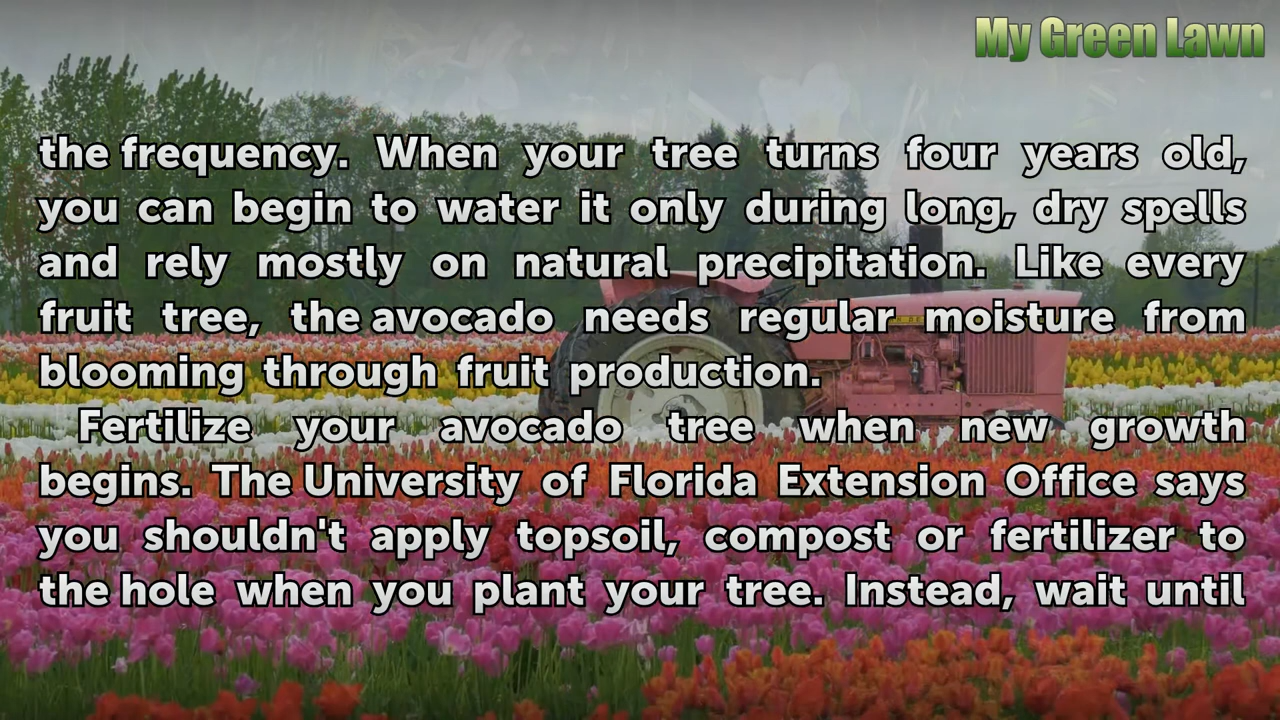 My Green Lawn
the frequency. When your tree turns four years old,
you can begin to water it only during long, dry spells
and rely mostly on natural precipitation. Like every
fruit tree, the avocado needs regular moisture from
blooming through fruit production.
Fertilize your avocado tree when new growth
begins. The University of Florida Extension Office says
you shouldn't apply topsoil, compost or fertilizer to
the hole when you plant your tree. Instead, wait until